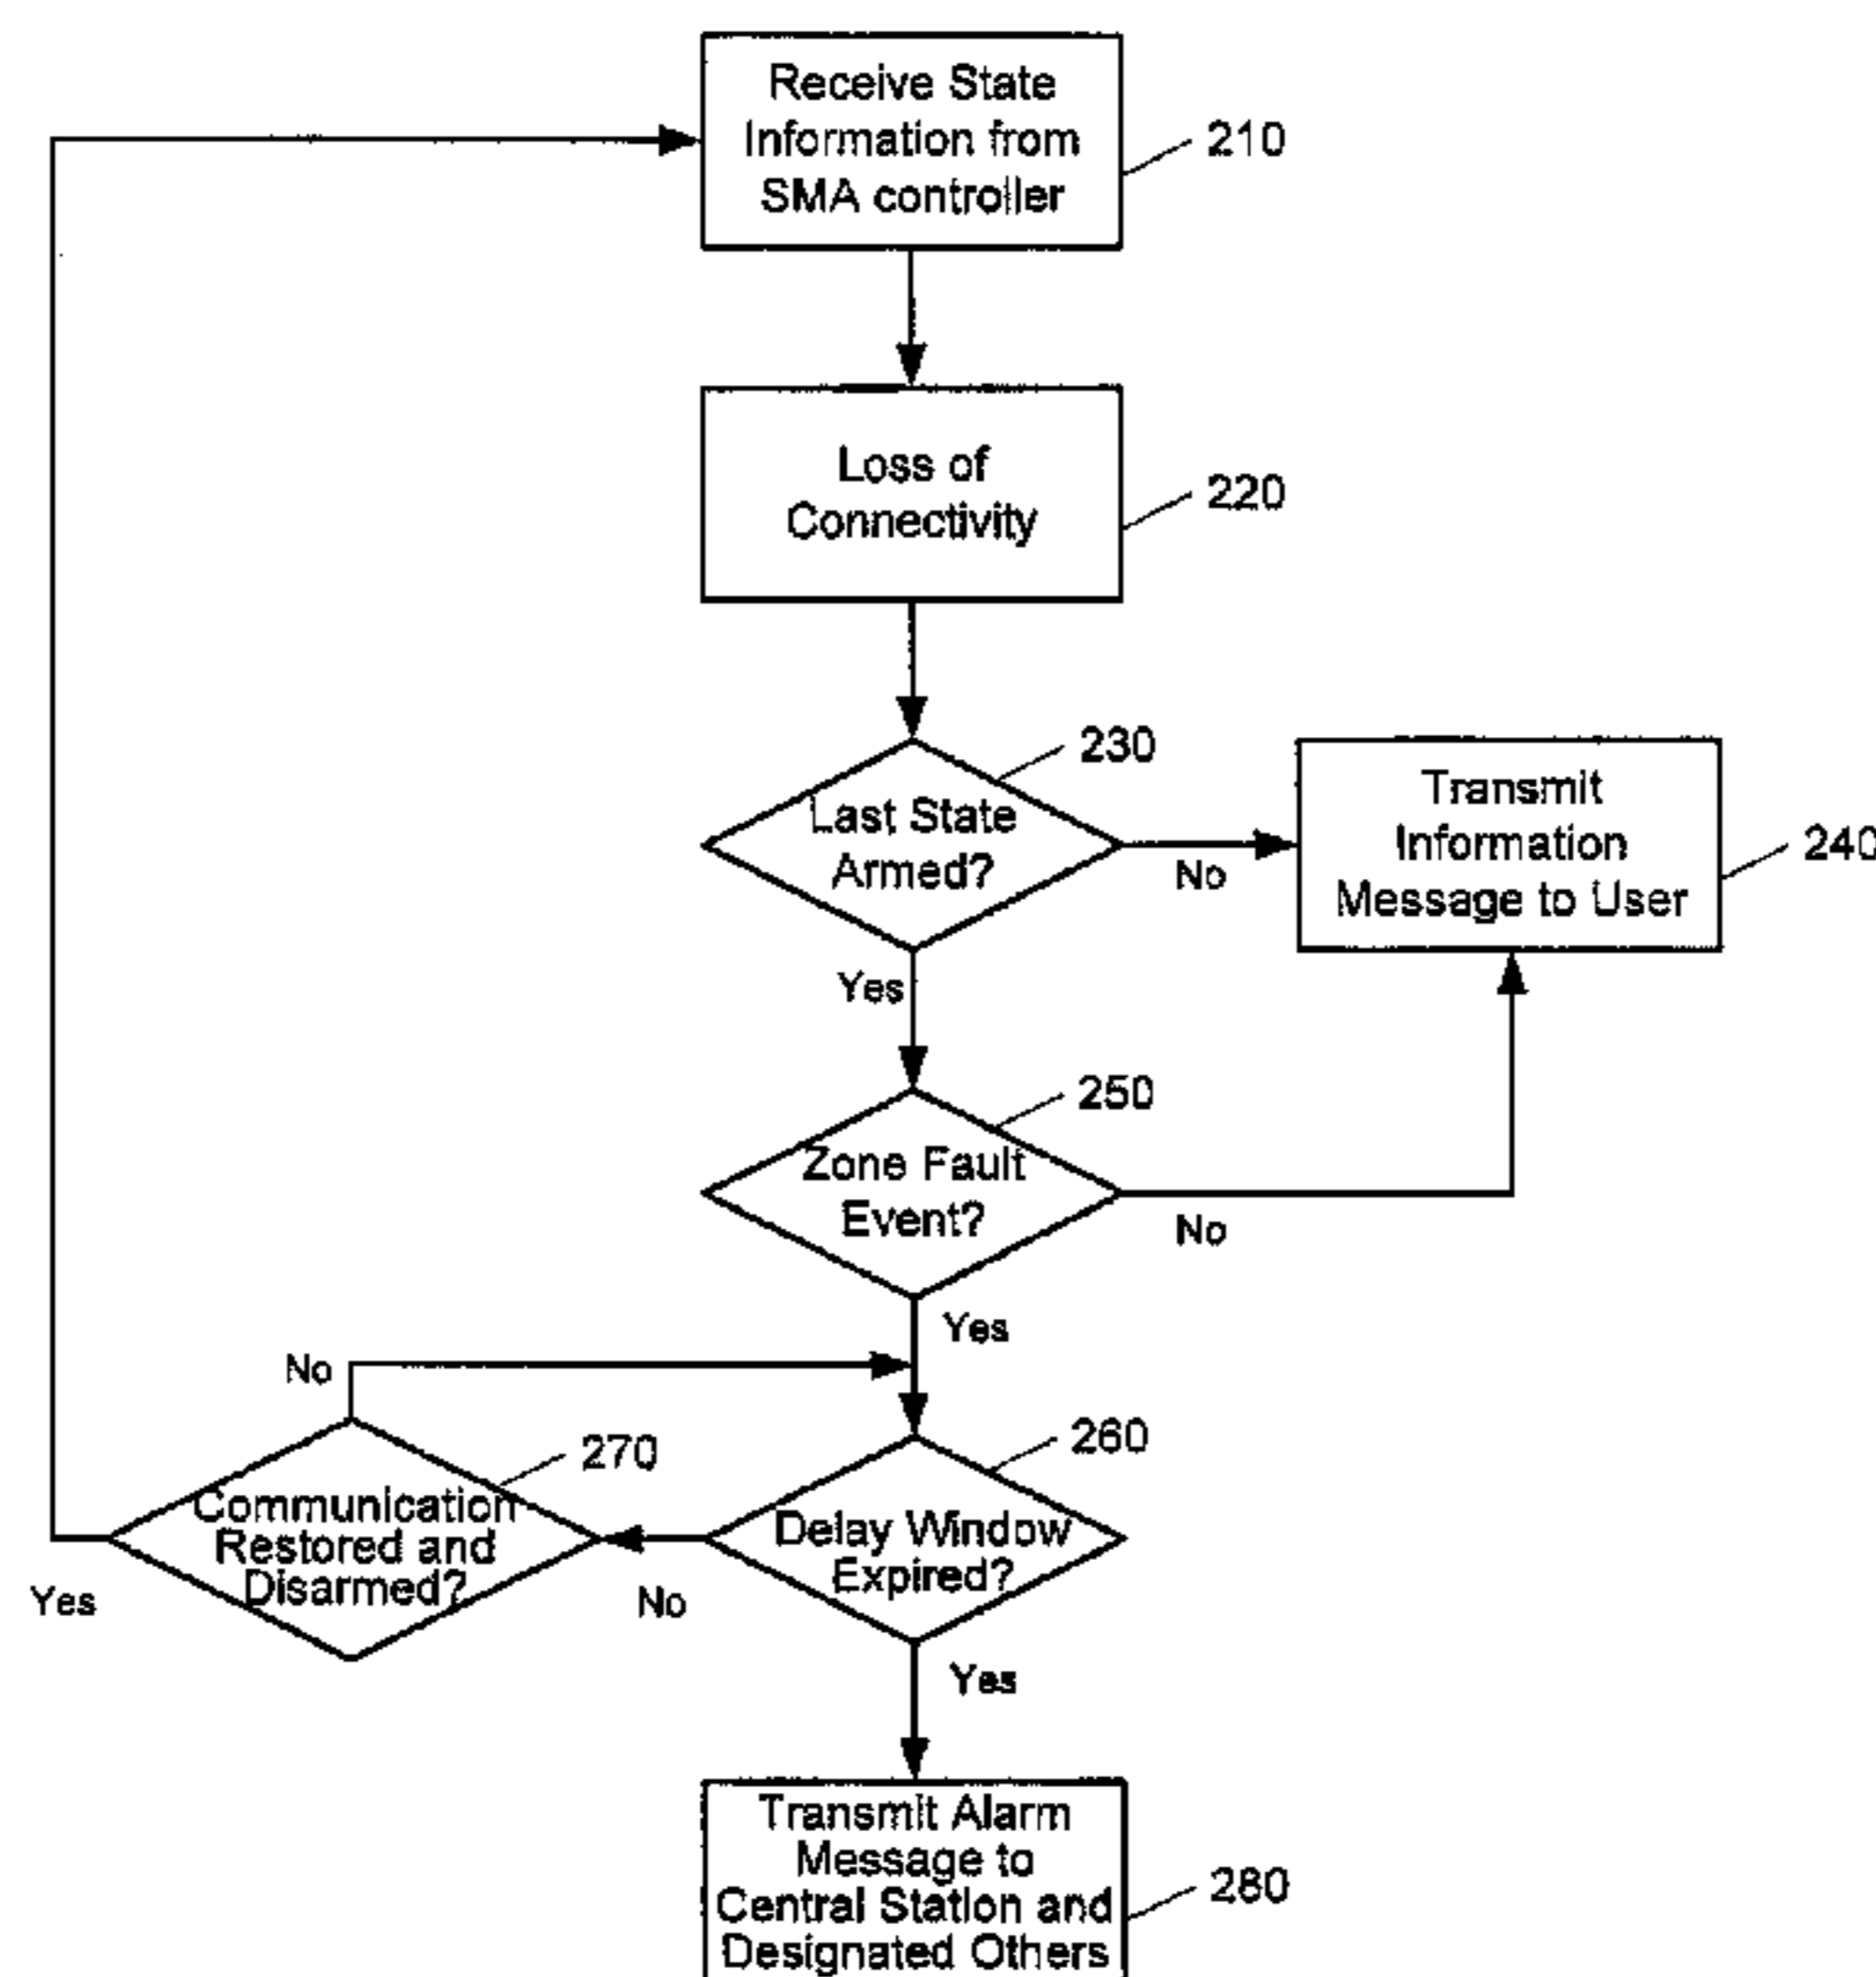 Receive State
Information from
SMA controller
210
Loss of
Connectivity
220
230
Last State
Armed?
No
Transmit
Information
Message to User
240
Yes
250
Zone Fault
Event?
No
Yes
No
270
Communication
Restored and
Disarmed?
Yes
260
Delay Window
Expired?
No
Yes
Transmit Alarm
Message to
Central Station and
Designated Others
280